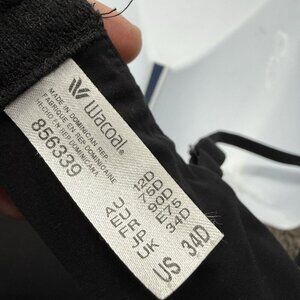 wacoal®
MADE IN DOMINICAN REP.
FABRIQUE EN REP. DOMINICAINE
HECHO EN REP. DOMINICANA
856339
AU 12D
EU 75D
FR 90D
JP E75
UK 34D
US 34D